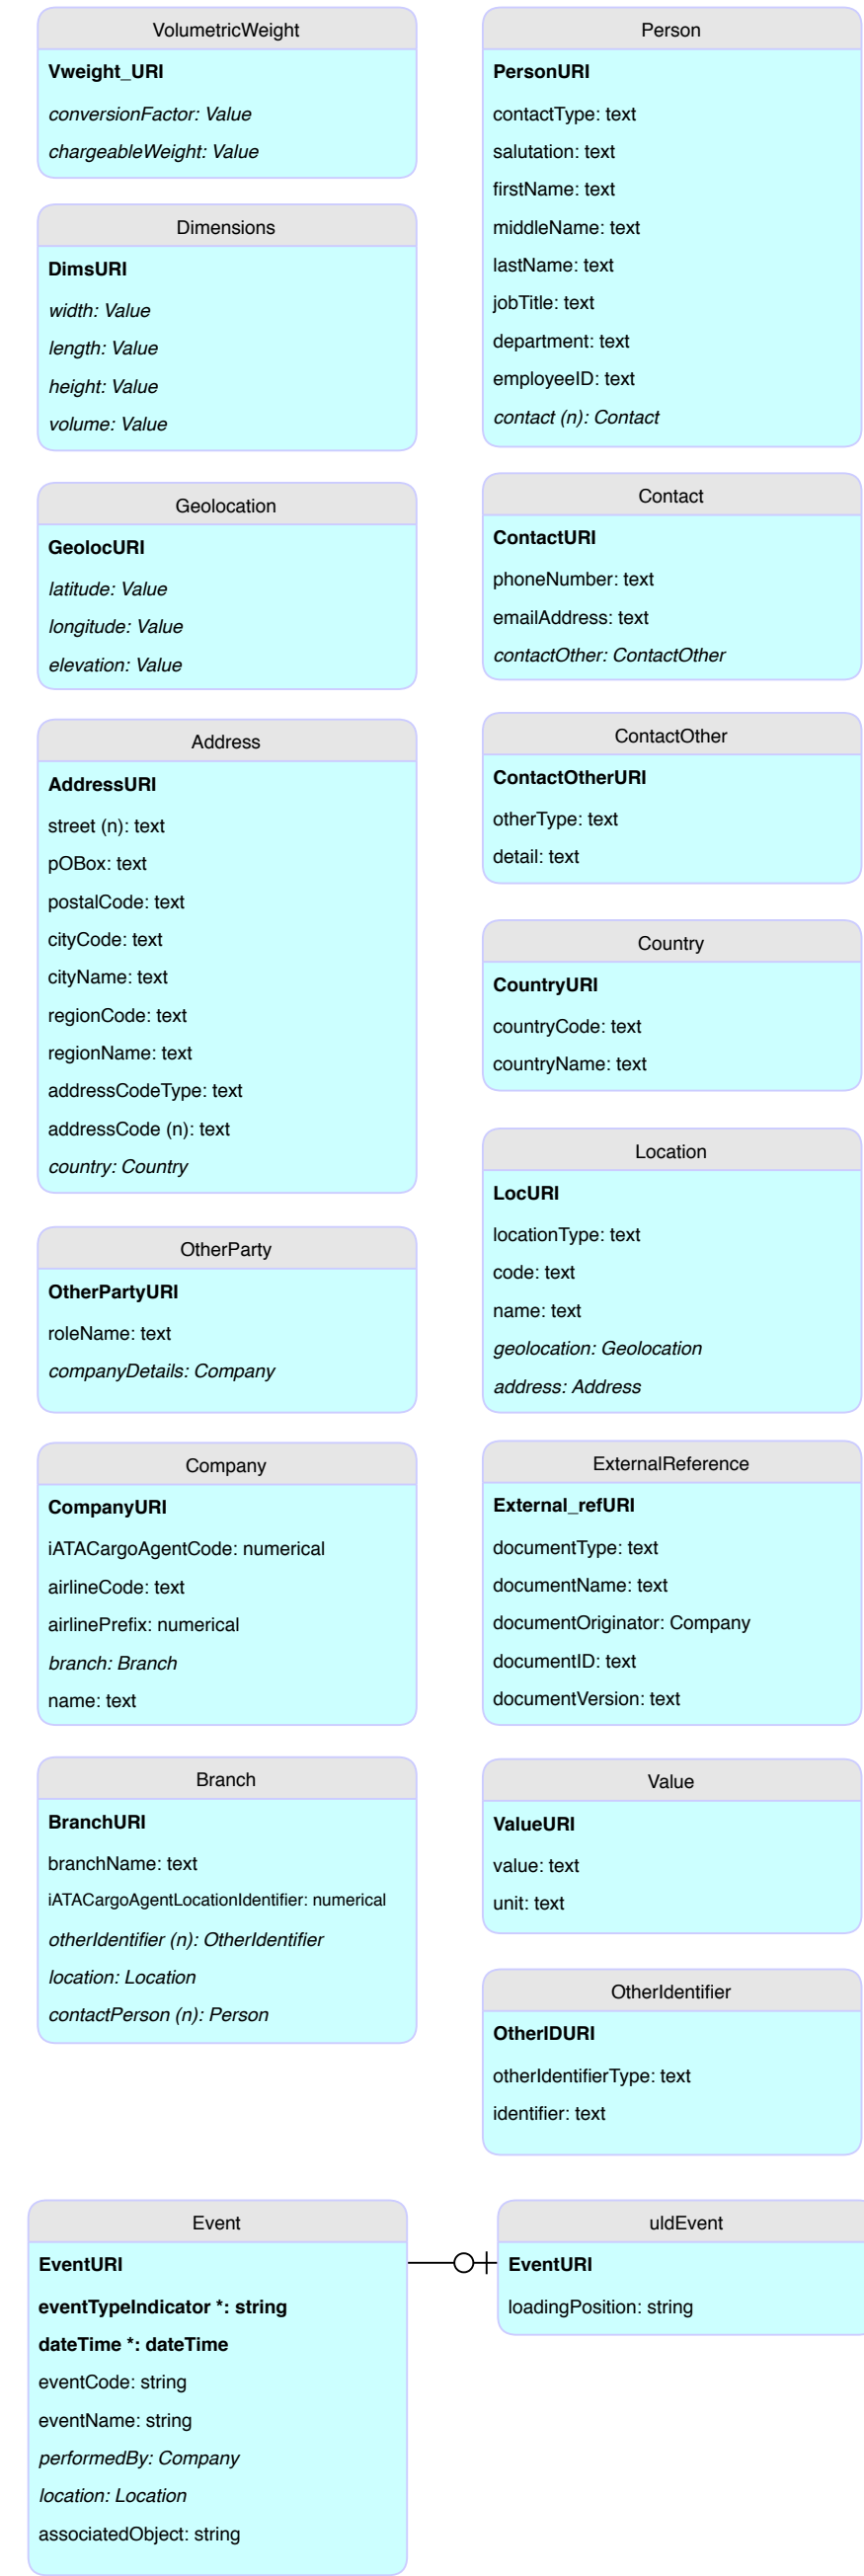 VolumetricWeight
Vweight_URI
conversionFactor: Value
chargeableWeight: Value
Dimensions
DimsURI
width: Value
length: Value
height: Value
volume: Value
Geolocation
GeolocURI
latitude: Value
longitude: Value
elevation: Value
Address
AddressURI
street (n): text
pOBox: text
postalCode: text
cityCode: text
cityName: text
regionCode: text
regionName: text
addressCodeType: text
addressCode (n): text
country: Country
OtherParty
OtherPartyURI
roleName: text
companyDetails: Company
Company
CompanyURI
iATACargoAgentCode: numerical
airlineCode: text
airlinePrefix: numerical
branch: Branch
name: text
Branch
BranchURI
branchName: text
iATACargoAgentLocationIdentifier: numerical
otherIdentifier (n): OtherIdentifier
location: Location
contactPerson (n): Person
Person
PersonURI
contactType: text
salutation: text
firstName: text
middleName: text
lastName: text
jobTitle: text
department: text
employeeID: text
contact (n): Contact
Contact
ContactURI
phoneNumber: text
emailAddress: text
contactOther: ContactOther
ContactOther
ContactOtherURI
otherType: text
detail: text
Country
CountryURI
countryCode: text
countryName: text
Location
LocURI
locationType: text
code: text
name: text
geolocation: Geolocation
address: Address
ExternalReference
External_refURI
documentType: text
documentName: text
documentOriginator: Company
documentID: text
documentVersion: text
Value
ValueURI
value: text
unit: text
OtherIdentifier
OtherIDURI
otherIdentifierType: text
identifier: text
Event
EventURI
eventTypeIndicator *: string
dateTime *: dateTime
eventCode: string
eventName: string
performedBy: Company
location: Location
associatedObject: string
uldEvent
EventURI
loadingPosition: string